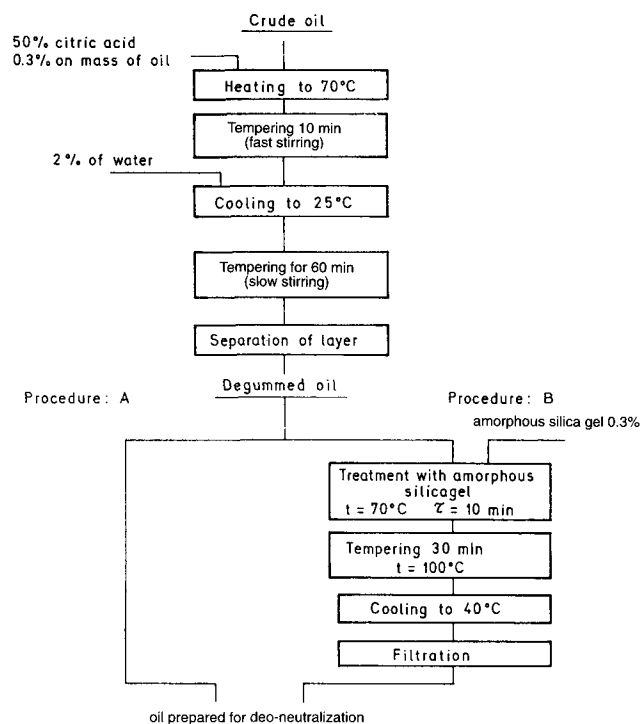 Crude oil
50% citric acid
0.3% on mass of oil
Heating to 70°C
Tempering 10 min
(fast stirring)
2% of water
Cooling to 25°C
Tempering for 60 min
(slow stirring)
Separation of layer
Degummed oil
Procedure: A
Procedure: B
amorphous silica gel 0.3%
Treatment with amorphous
silicagel
t = 70°C τ = 10 min
Tempering 30 min
t = 100°C
Cooling to 40°C
Filtration
oil prepared for deo-neutralization